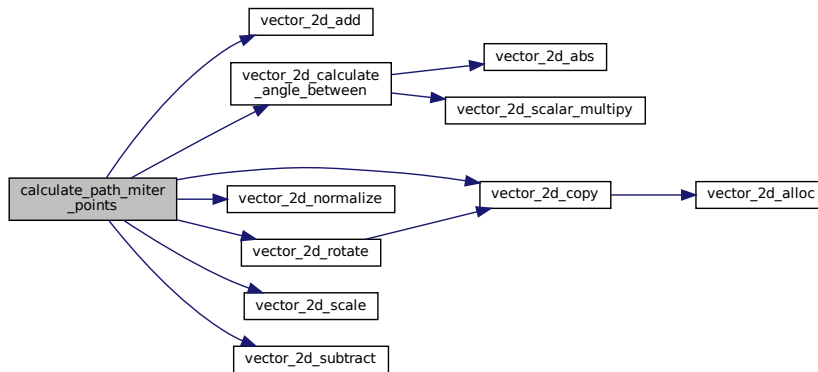 vector_2d_add
vector_2d_abs
vector_2d_calculate
_angle_between
vector_2d_scalar_multipy
calculate_path_miter
_points
vector_2d_normalize
vector_2d_copy
vector_2d_alloc
vector_2d_rotate
vector_2d_scale
vector_2d_subtract